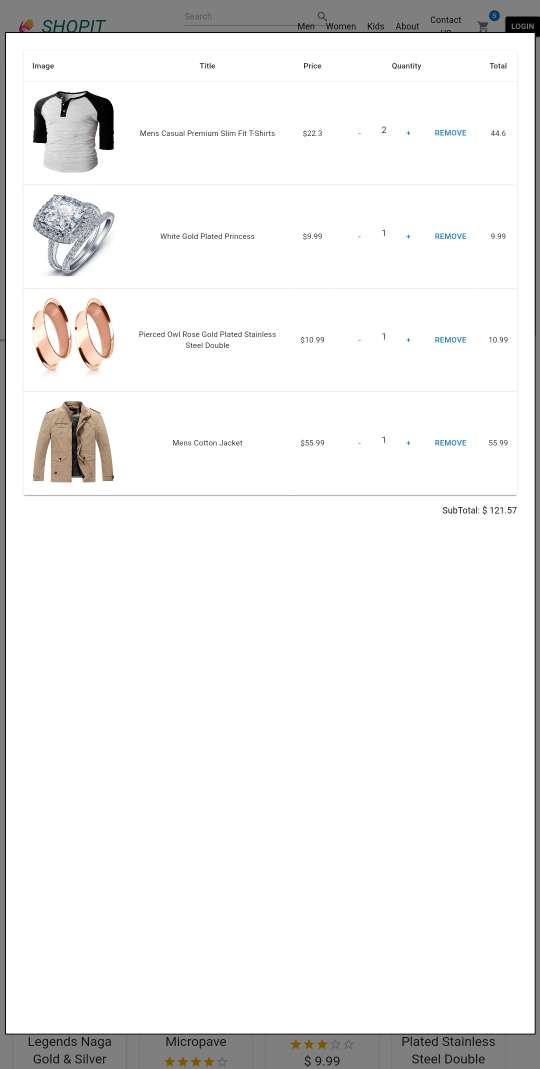 SHOPIT
Search
Men Women Kids About Contact
5
LOGIN
Image Title Price Quantity Total
Mens Casual Premium Slim Fit T-Shirts $22.3 - 2 + REMOVE 44.6
White Gold Plated Princess $9.99 - 1 + REMOVE 9.99
Pierced Owl Rose Gold Plated Stainless
Steel Double
$10.99 - 1 + REMOVE 10.99
Mens Cotton Jacket $55.99 - 1 + REMOVE 55.99
SubTotal: $ 121.57
Legends Naga
Gold & Silver
Micropave
$ 9.99
Plated Stainless
Steel Double